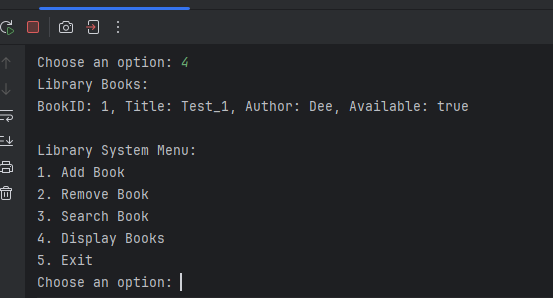 Choose an option: 4
Library Books:
BookID: 1, Title: Test_1, Author: Dee, Available: true
Library System Menu:
1. Add Book
2. Remove Book
3. Search Book
4. Display Books
5. Exit
Choose an option: